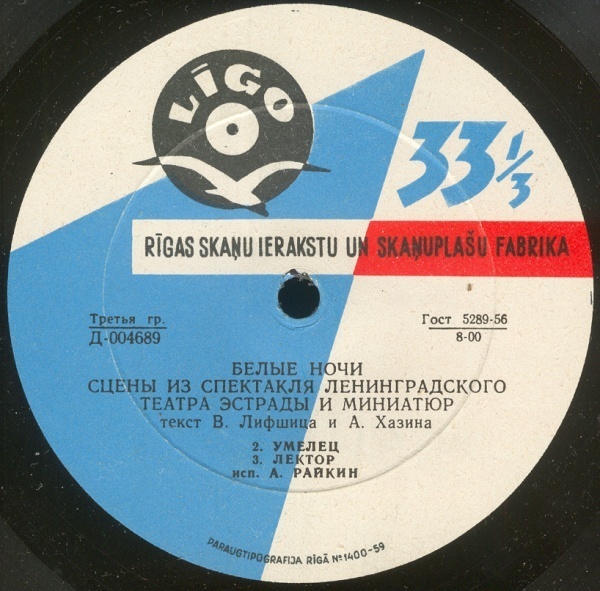 LĪGO
33 1/3
RĪGAS SKAŅU IERAKSTU UN SKAŅUPLAŠU FABRIKA
Третья гр.
Д-004689
Гост 5289-56
8-00
БЕЛЫЕ НОЧИ
СЦЕНЫ ИЗ СПЕКТАКЛЯ ЛЕНИНГРАДСКОГО
ТЕАТРА ЭСТРАДЫ И МИНИАТЮР
текст В. Лифшица и А. Хазина
2. УМЕЛЕЦ
3. ЛЕКТОР
исп. А. РАЙКИН
PARAUGTIPOGRAFIJA RĪGĀ №1400-59